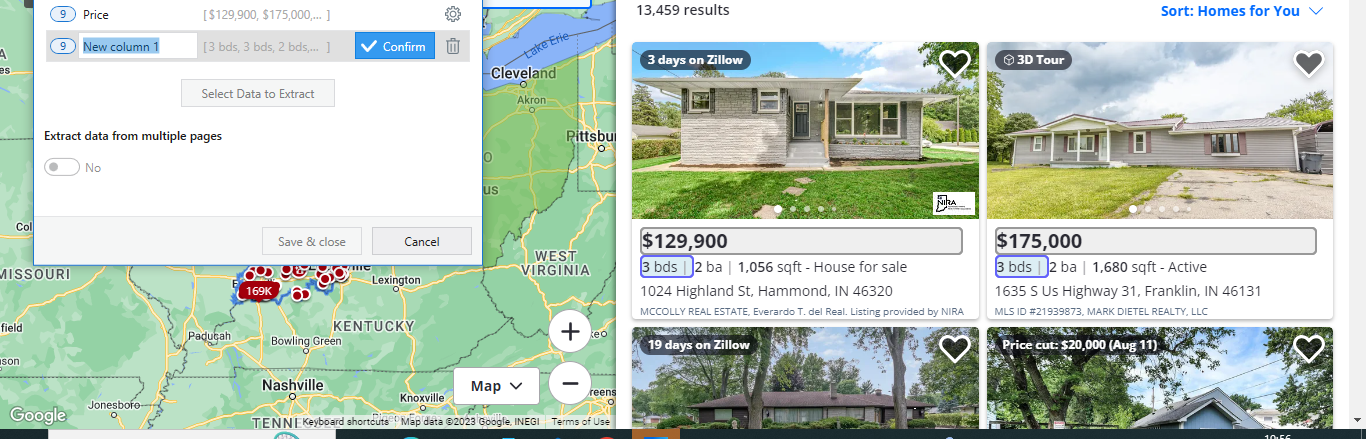 9 Price [ $129,900, $175,000,... ]
9 New column 1 [ 3 bds, 3 bds, 2 bds,... ] Confirm
Select Data to Extract
Extract data from multiple pages
No
Save & close Cancel
Lake Erie
Cleveland
Akron
Pittsbu
es
us
Col
MISSOURI
WEST
VIRGINIA
Lexington
169K
field
KENTUCKY
Paducah
Bowling Green
son
Nashville
Map
Knoxville
Jonesboro
Google
TENNE
Keyboard shortcuts Map data ©2023 Google, INEGI Terms of Use
13,459 results Sort: Homes for You
3 days on Zillow
NIRA
$129,900
3 bds | 2 ba | 1,056 sqft - House for sale
1024 Highland St, Hammond, IN 46320
MCCOLLY REAL ESTATE, Everardo T. del Real. Listing provided by NIRA
3D Tour
$175,000
3 bds | 2 ba | 1,680 sqft - Active
1635 S Us Highway 31, Franklin, IN 46131
MLS ID #21939873, MARK DIETEL REALTY, LLC
19 days on Zillow
Price cut: $20,000 (Aug 11)
10:56